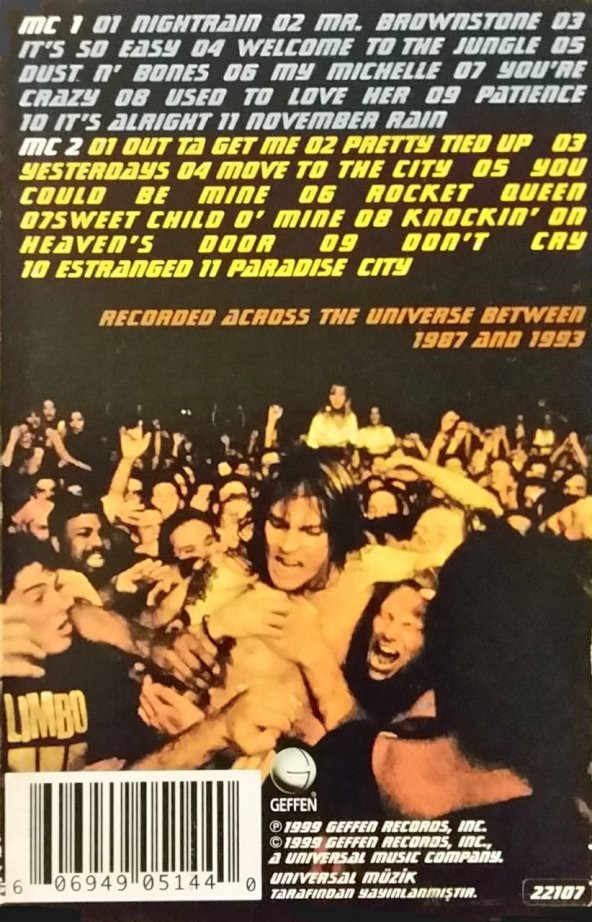 MC 1 01 NIGHTRAIN 02 MR. BROWNSTONE 03
IT'S SO EASY 04 WELCOME TO THE JUNGLE 05
DUST N' BONES 06 MY MICHELLE 07 YOU'RE
CRAZY 08 USED TO LOVE HER 09 PATIENCE
10 IT'S ALRIGHT 11 NOVEMBER RAIN
MC 2 01 OUT TA GET ME 02 PRETTY TIED UP 03
YESTERDAYS 04 MOVE TO THE CITY 05 YOU
COULD BE MINE 06 ROCKET QUEEN
07SWEET CHILD O' MINE 08 KNOCKIN' ON
HEAVEN'S DOOR 09 DON'T CRY
10 ESTRANGED 11 PARADISE CITY
RECORDED ACROSS THE UNIVERSE BETWEEN
1987 AND 1993
LIMBO
GEFFEN
℗ 1999 GEFFEN RECORDS, INC.
© 1999 GEFFEN RECORDS, INC.,
A UNIVERSAL MUSIC COMPANY.
UNIVERSAL MÜZİK
TARAFINDAN YAYINLANMIŞTIR.
6 06949 05144 0
22107